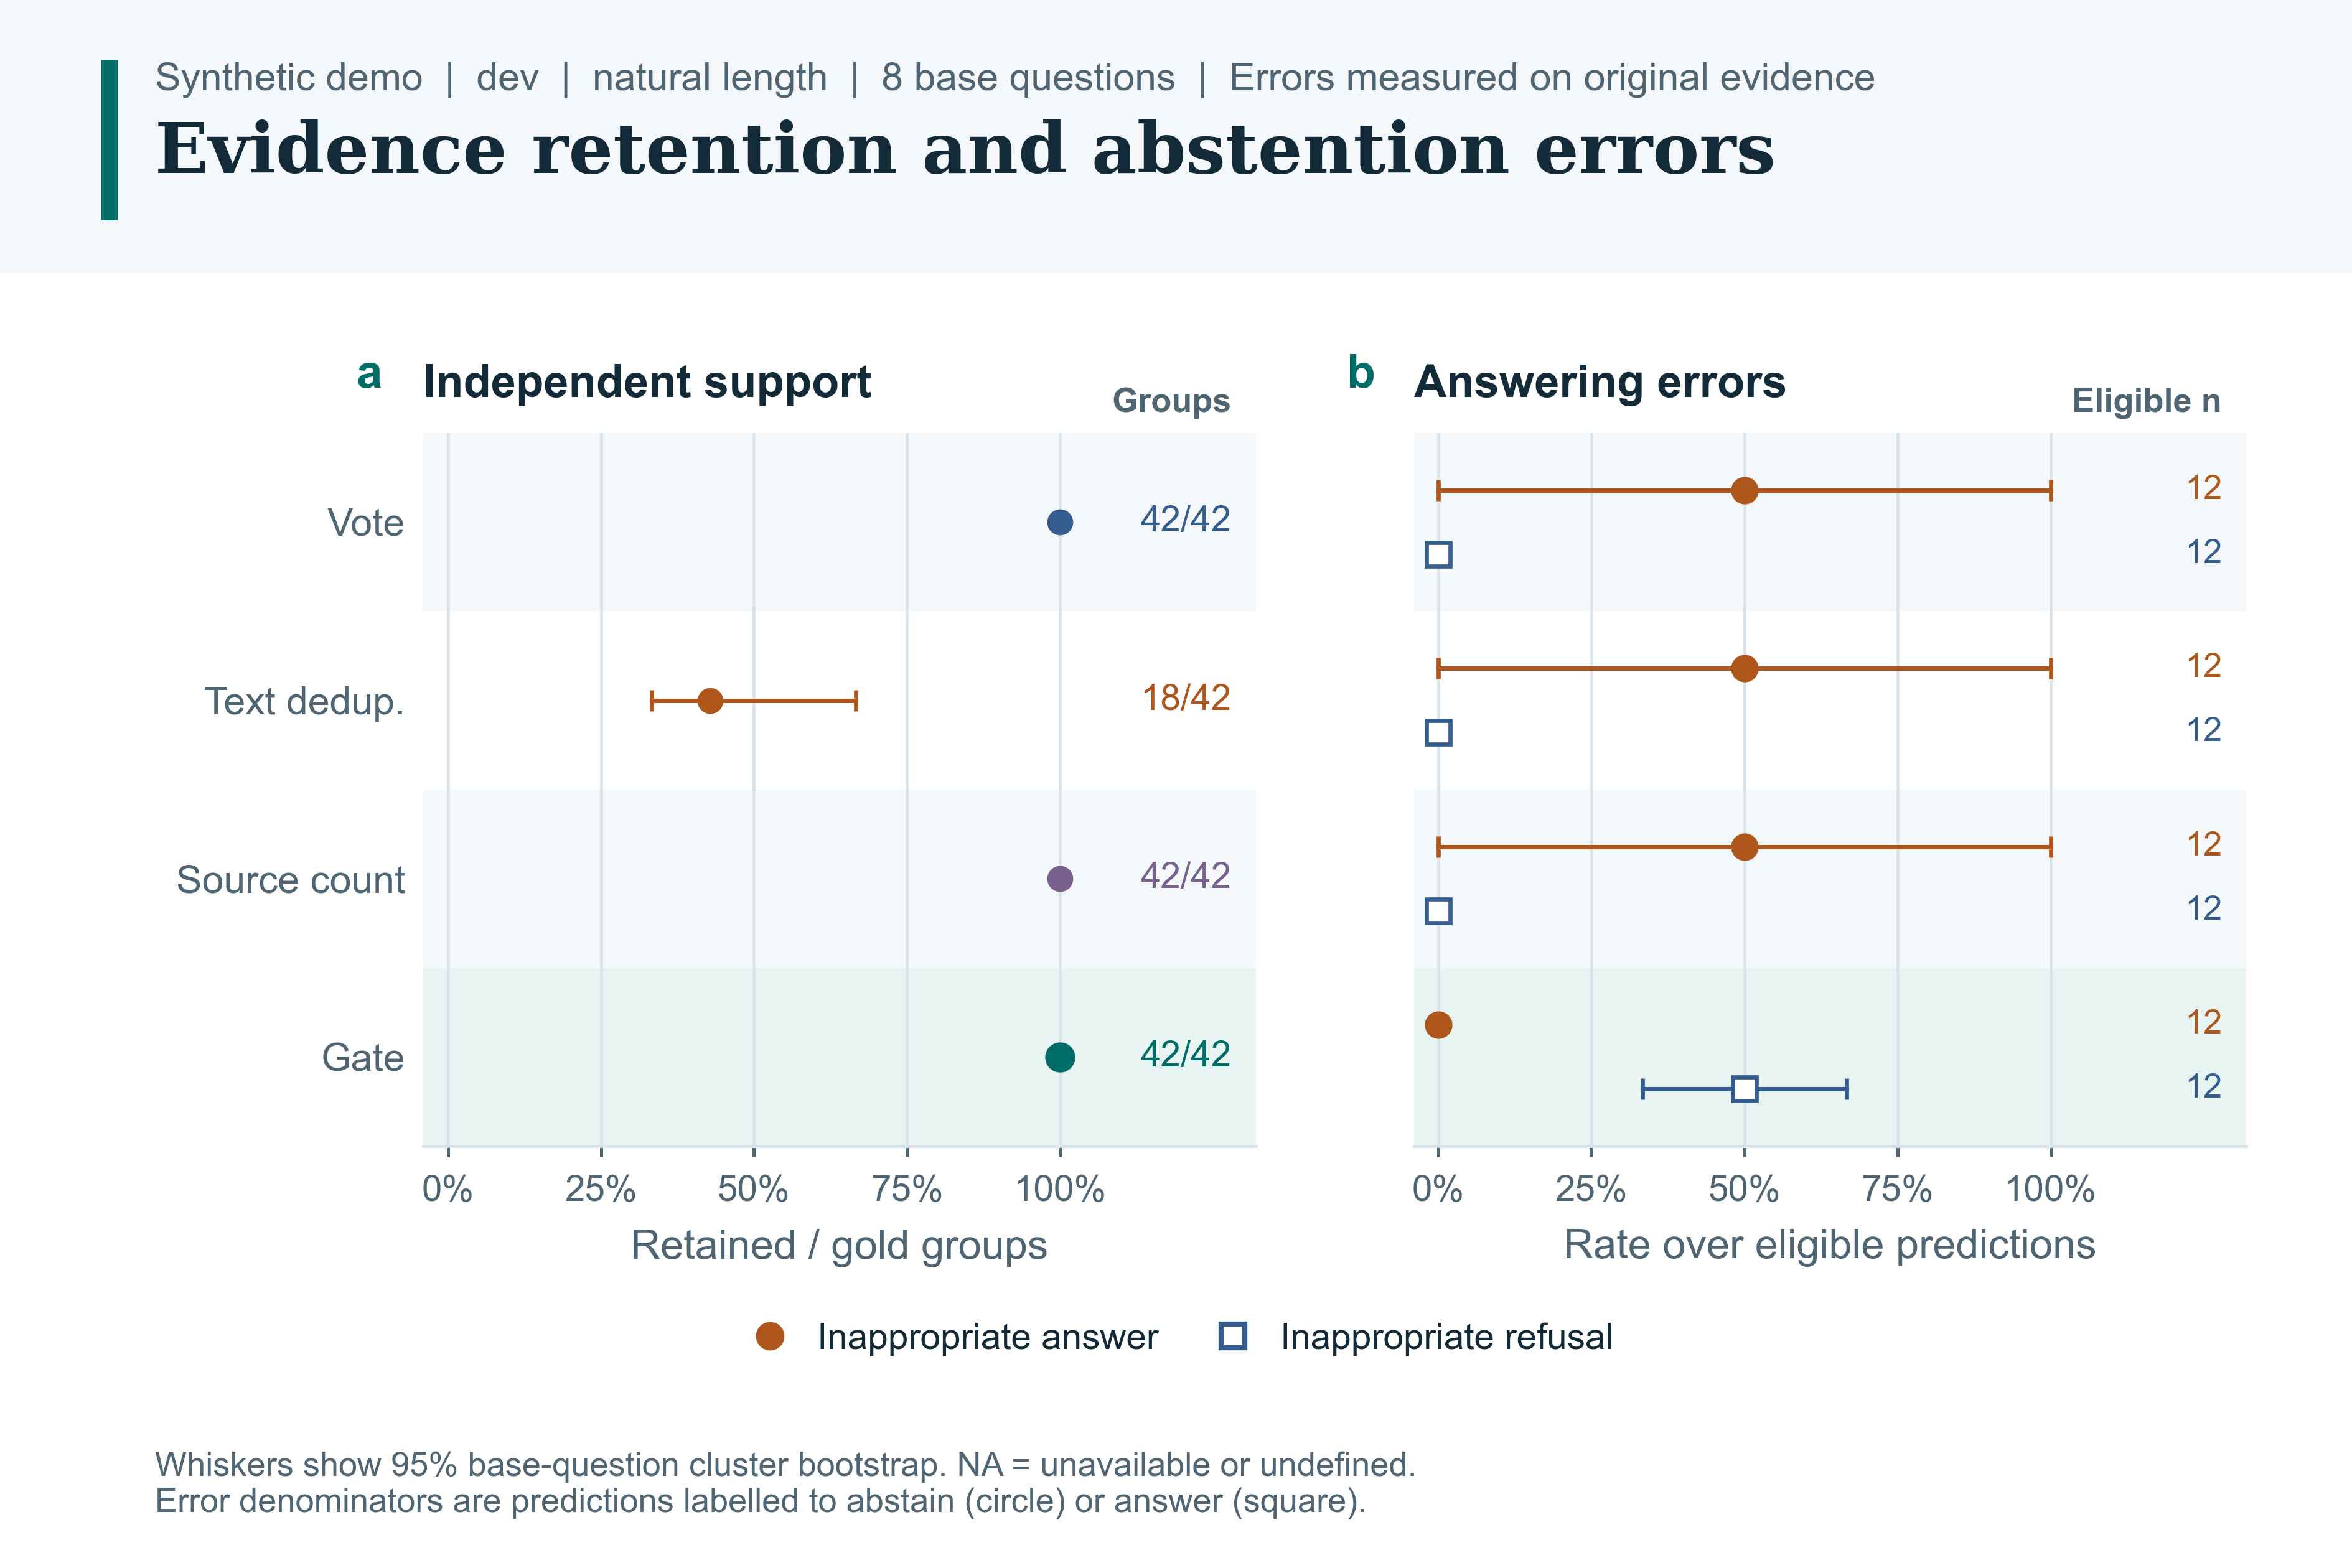 Synthetic demo | dev | natural length | 8 base questions | Errors measured on original evidence
Evidence retention and abstention errors
a Independent support
Groups
Vote
42/42
Text dedup.
18/42
Source count
42/42
Gate
42/42
0% 25% 50% 75% 100%
Retained / gold groups
b Answering errors
Eligible n
12
12
12
12
12
12
12
12
0% 25% 50% 75% 100%
Rate over eligible predictions
Inappropriate answer Inappropriate refusal
Whiskers show 95% base-question cluster bootstrap. NA = unavailable or undefined.
Error denominators are predictions labelled to abstain (circle) or answer (square).